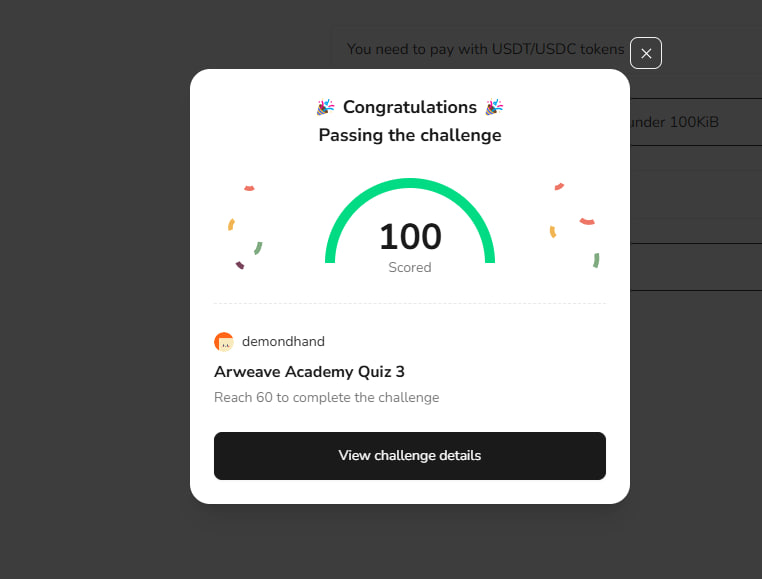 You need to pay with USDT/USDC tokens
under 100KiB
Congratulations
Passing the challenge
100
Scored
demondhand
Arweave Academy Quiz 3
Reach 60 to complete the challenge
View challenge details